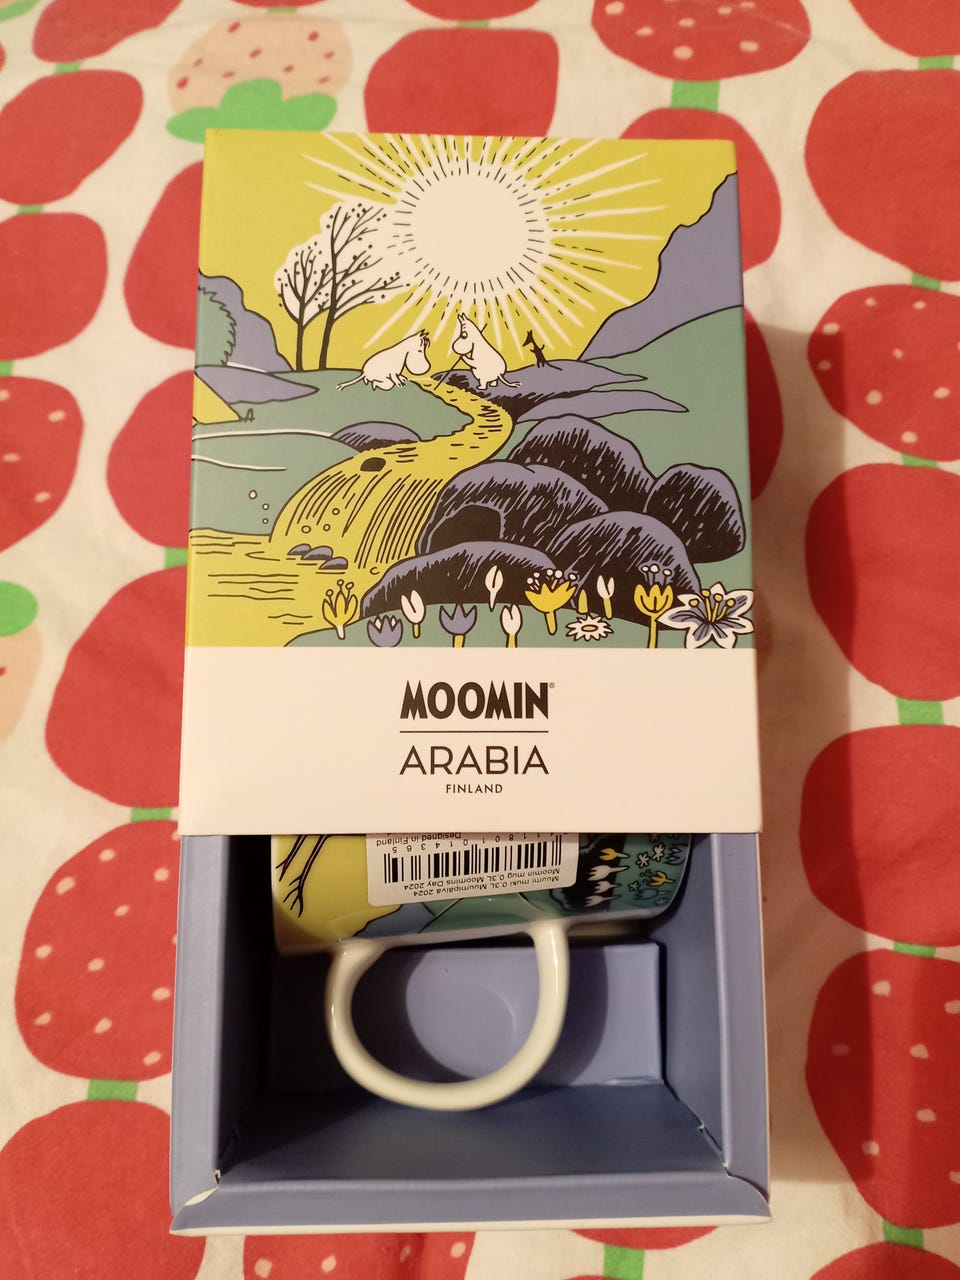 MOOMIN®
ARABIA
FINLAND
Muumi muki 0,3L Muumipäivä 2024
Moomin mug 0,3L Moomins Day 2024
Designed in Finland